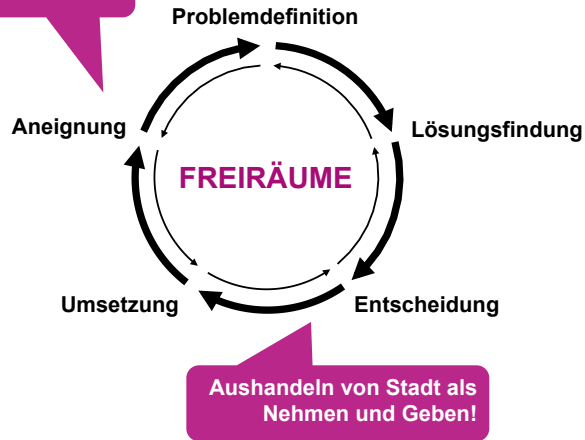 Problemdefinition
Aneignung
Lösungsfindung
FREIRÄUME
Umsetzung
Entscheidung
Aushandeln von Stadt als
Nehmen und Geben!